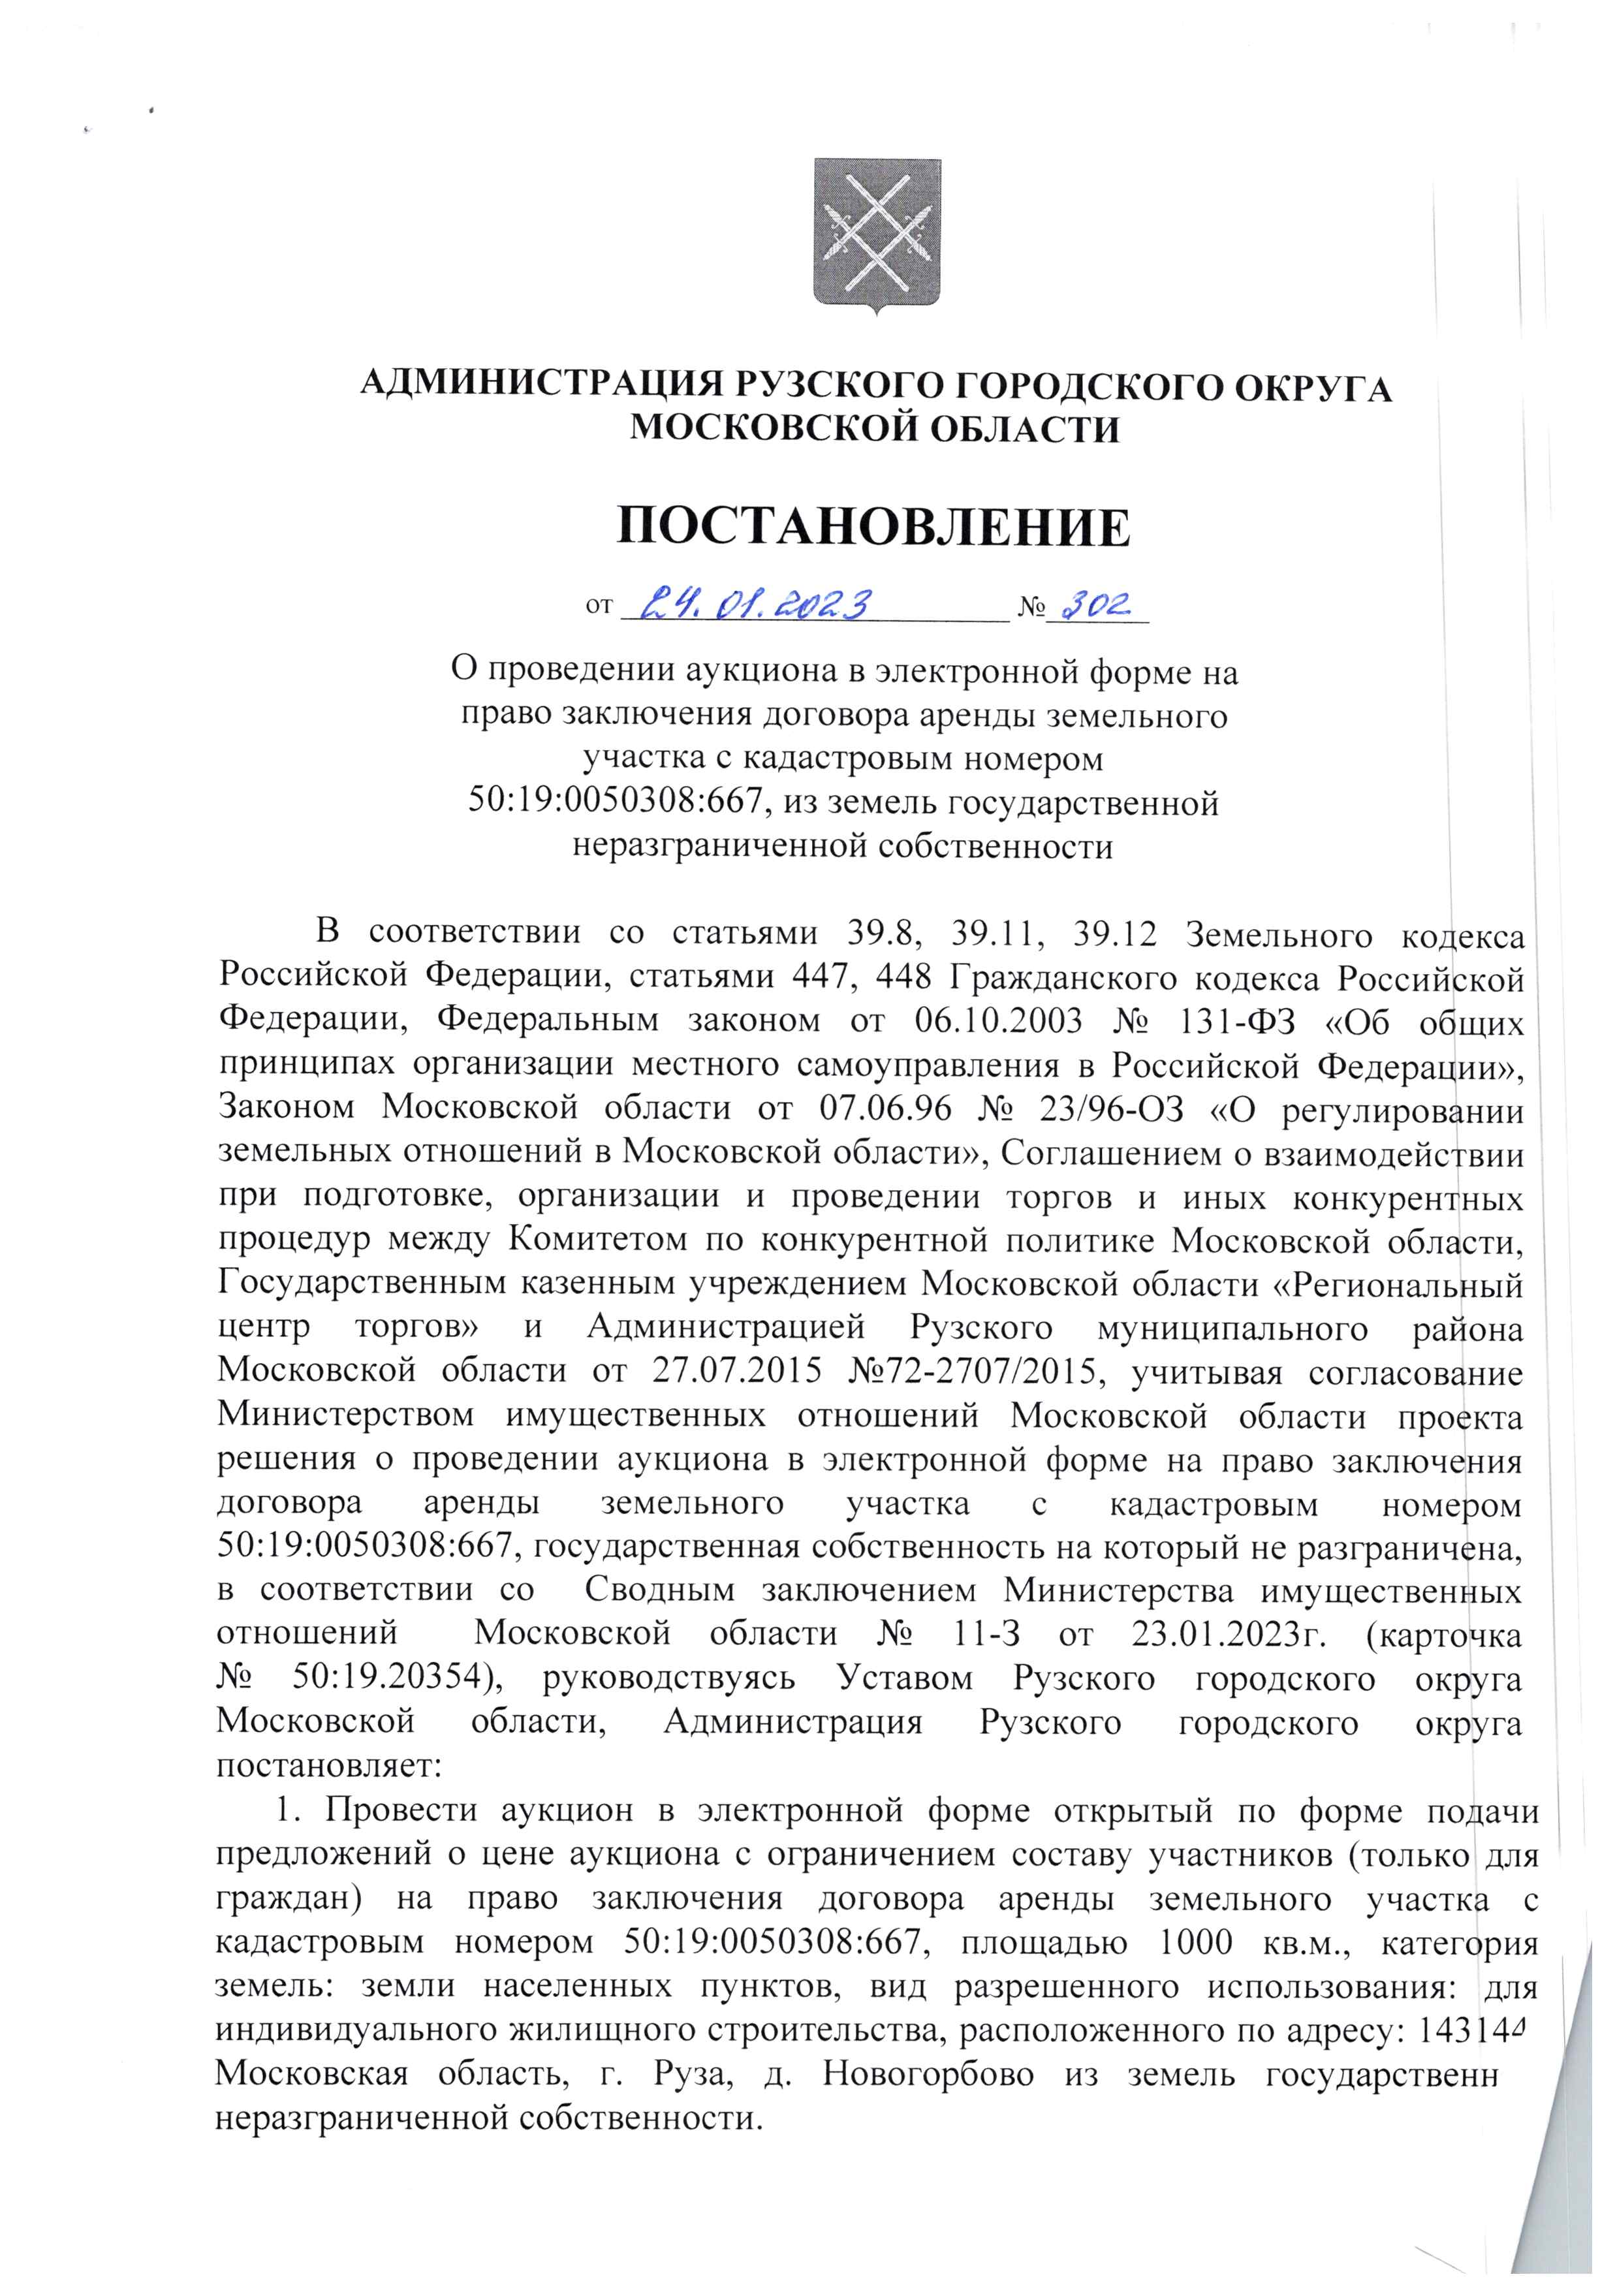 АДМИНИСТРАЦИЯ РУЗСКОГО ГОРОДСКОГО ОКРУГА
МОСКОВСКОЙ ОБЛАСТИ
ПОСТАНОВЛЕНИЕ
от 24.01.2023 № 302
О проведении аукциона в электронной форме на
право заключения договора аренды земельного
участка с кадастровым номером
50:19:0050308:667, из земель государственной
неразграниченной собственности
В соответствии со статьями 39.8, 39.11, 39.12 Земельного кодекса
Российской Федерации, статьями 447, 448 Гражданского кодекса Российской
Федерации, Федеральным законом от 06.10.2003 № 131-ФЗ «Об общих
принципах организации местного самоуправления в Российской Федерации»,
Законом Московской области от 07.06.96 № 23/96-ОЗ «О регулировании
земельных отношений в Московской области», Соглашением о взаимодействии
при подготовке, организации и проведении торгов и иных конкурентных
процедур между Комитетом по конкурентной политике Московской области,
Государственным казенным учреждением Московской области «Региональный
центр торгов» и Администрацией Рузского муниципального района
Московской области от 27.07.2015 №72-2707/2015, учитывая согласование
Министерством имущественных отношений Московской области проекта
решения о проведении аукциона в электронной форме на право заключения
договора аренды земельного участка с кадастровым номером
50:19:0050308:667, государственная собственность на который не разграничена,
в соответствии со Сводным заключением Министерства имущественных
отношений Московской области № 11-З от 23.01.2023г. (карточка
№ 50:19.20354), руководствуясь Уставом Рузского городского округа
Московской области, Администрация Рузского городского округа
постановляет:
1. Провести аукцион в электронной форме открытый по форме подачи
предложений о цене аукциона с ограничением составу участников (только для
граждан) на право заключения договора аренды земельного участка с
кадастровым номером 50:19:0050308:667, площадью 1000 кв.м., категория
земель: земли населенных пунктов, вид разрешенного использования: для
индивидуального жилищного строительства, расположенного по адресу:
Московская область, г. Руза, д. Новогорбово из земель государственн
неразграниченной собственности.